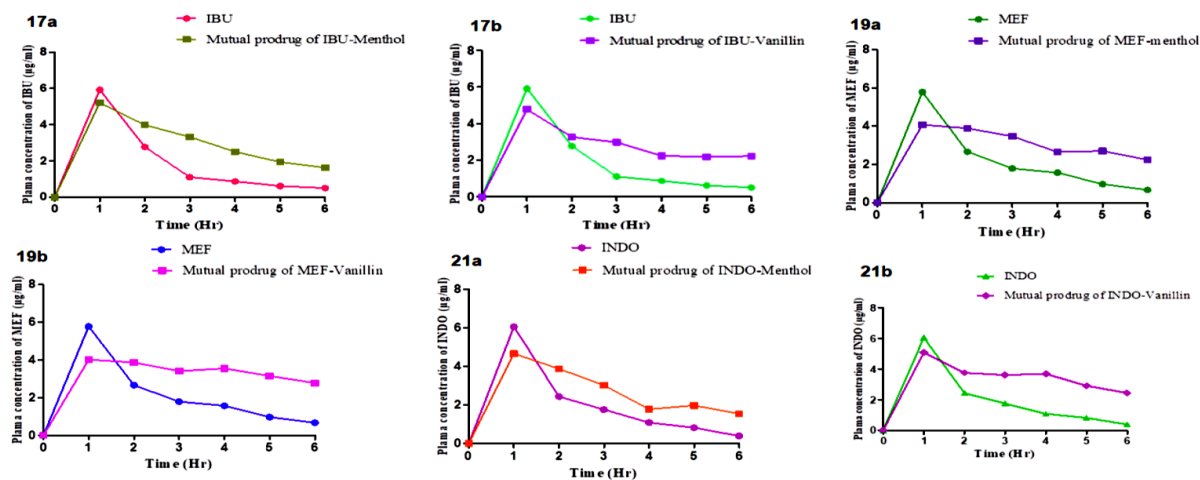 17a
IBU
Mutual prodrug of IBU-Menthol
Plama concentration of IBU (µg/ml)
8
6
4
2
0
0 1 2 3 4 5 6
Time (Hr)
17b
IBU
Mutual prodrug of IBU-Vanillin
Plama concentration of IBU (µg/ml)
8
6
4
2
0
0 1 2 3 4 5 6
Time (Hr)
19a
MEF
Mutual prodrug of MEF-menthol
Plama concentration of MEF (µg/ml)
8
6
4
2
0
0 1 2 3 4 5 6
Time (Hr)
19b
MEF
Mutual prodrug of MEF-Vanillin
Plama concentration of MEF (µg/ml)
8
6
4
2
0
0 1 2 3 4 5 6
Time (Hr)
21a
INDO
Mutual prodrug of INDO-Menthol
Plama concentration of INDO (µg/ml)
8
6
4
2
0
0 1 2 3 4 5 6
Time (Hr)
21b
INDO
Mutual prodrug of INDO-Vanillin
Plama concentration of INDO (µg/ml)
8
6
4
2
0
0 1 2 3 4 5 6
Time (Hr)